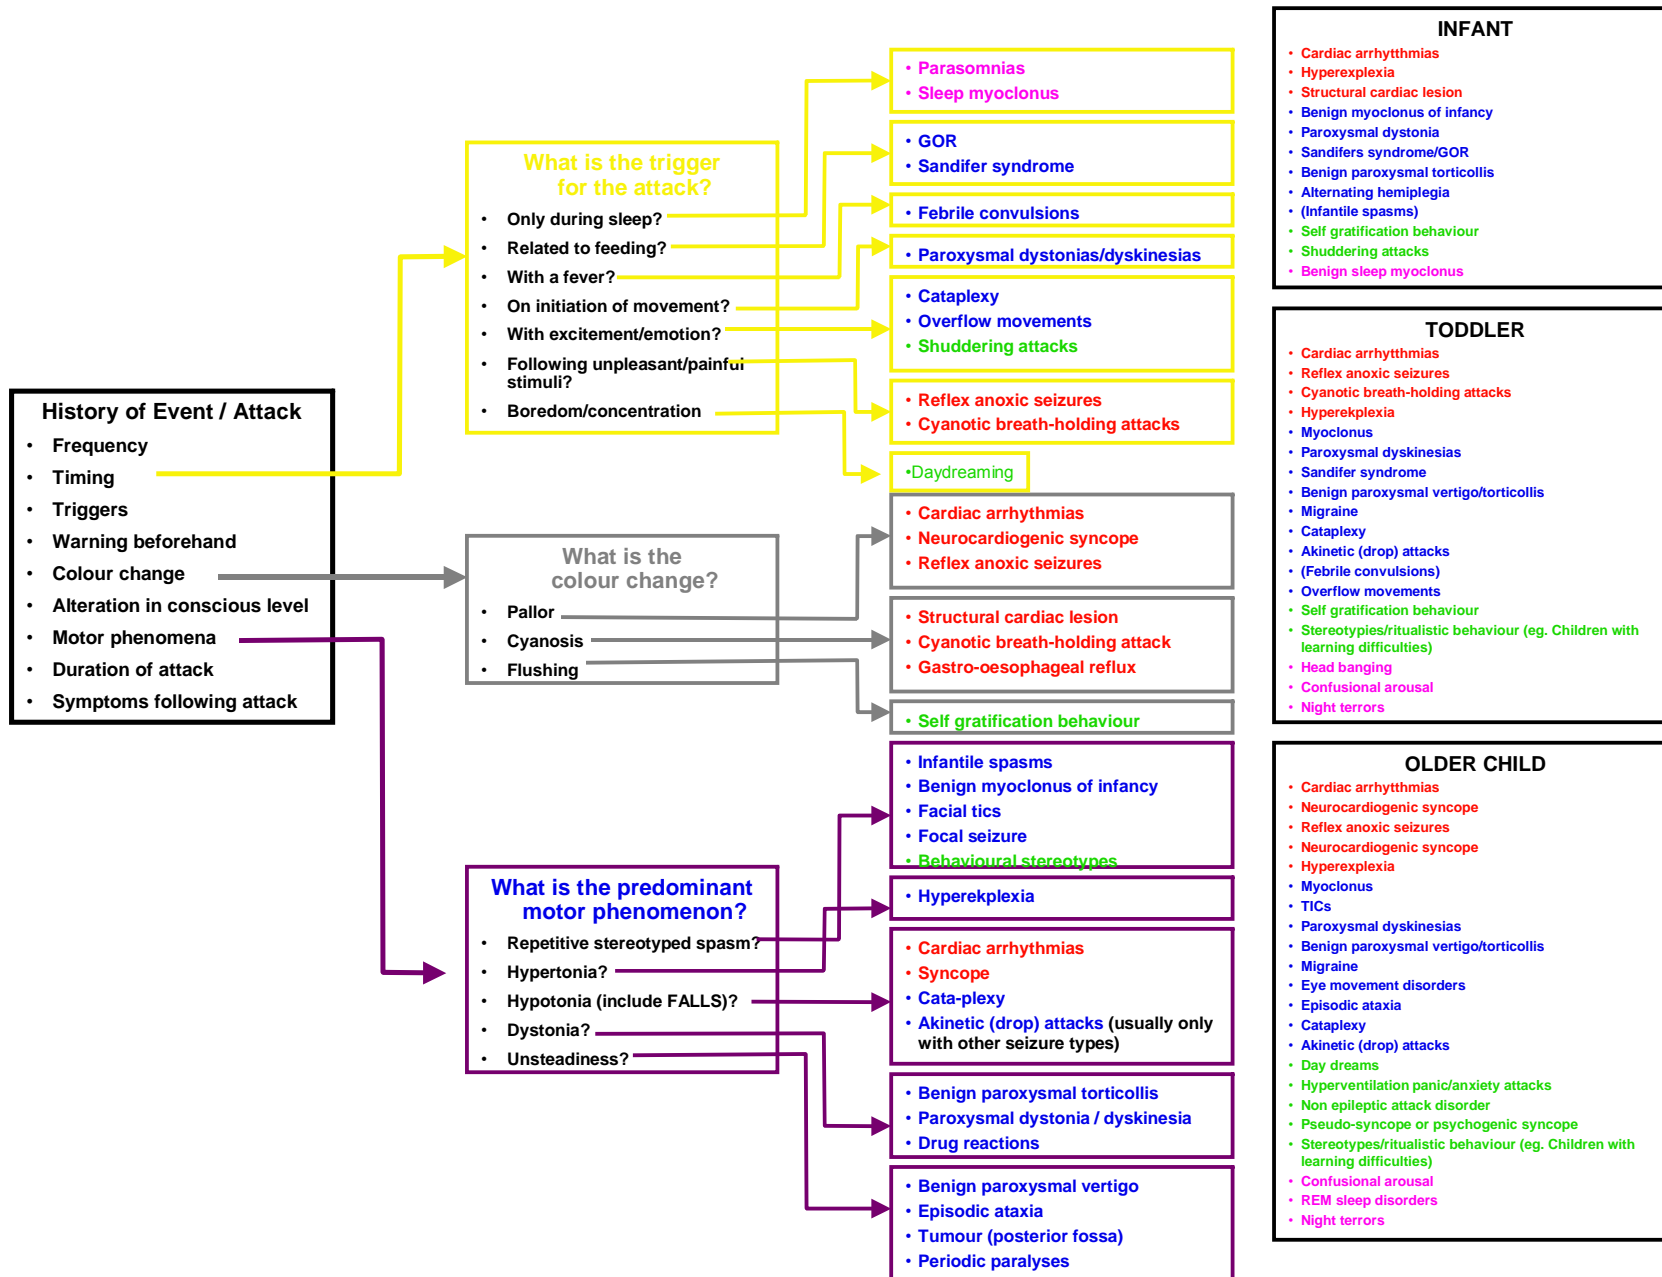 History of Event / Attack
• Frequency
• Timing
• Triggers
• Warning beforehand
• Colour change
• Alteration in conscious level
• Motor phenomena
• Duration of attack
• Symptoms following attack
What is the trigger
for the attack?
• Only during sleep?
• Related to feeding?
• With a fever?
• On initiation of movement?
• With excitement/emotion?
• Following unpleasant/painful
stimuli?
• Boredom/concentration
What is the
colour change?
• Pallor
• Cyanosis
• Flushing
What is the predominant
motor phenomenon?
• Repetitive stereotyped spasm?
• Hypertonia?
• Hypotonia (include FALLS)?
• Dystonia?
• Unsteadiness?
• Parasomnias
• Sleep myoclonus
• GOR
• Sandifer syndrome
• Febrile convulsions
• Paroxysmal dystonias/dyskinesias
• Cataplexy
• Overflow movements
• Shuddering attacks
• Reflex anoxic seizures
• Cyanotic breath-holding attacks
•Daydreaming
• Cardiac arrhythmias
• Neurocardiogenic syncope
• Reflex anoxic seizures
• Structural cardiac lesion
• Cyanotic breath-holding attack
• Gastro-oesophageal reflux
• Self gratification behaviour
• Infantile spasms
• Benign myoclonus of infancy
• Facial tics
• Focal seizure
• Behavioural stereotypes
• Hyperekplexia
• Cardiac arrhythmias
• Syncope
• Cata-plexy
• Akinetic (drop) attacks (usually only
with other seizure types)
• Benign paroxysmal torticollis
• Paroxysmal dystonia / dyskinesia
• Drug reactions
• Benign paroxysmal vertigo
• Episodic ataxia
• Tumour (posterior fossa)
• Periodic paralyses
INFANT
• Cardiac arrhytthmias
• Hyperexplexia
• Structural cardiac lesion
• Benign myoclonus of infancy
• Paroxysmal dystonia
• Sandifers syndrome/GOR
• Benign paroxysmal torticollis
• Alternating hemiplegia
• (Infantile spasms)
• Self gratification behaviour
• Shuddering attacks
• Benign sleep myoclonus
TODDLER
• Cardiac arrhytthmias
• Reflex anoxic seizures
• Cyanotic breath-holding attacks
• Hyperekplexia
• Myoclonus
• Paroxysmal dyskinesias
• Sandifer syndrome
• Benign paroxysmal vertigo/torticollis
• Migraine
• Cataplexy
• Akinetic (drop) attacks
• (Febrile convulsions)
• Overflow movements
• Self gratification behaviour
• Stereotypies/ritualistic behaviour (eg. Children with
learning difficulties)
• Head banging
• Confusional arousal
• Night terrors
OLDER CHILD
• Cardiac arrhytthmias
• Neurocardiogenic syncope
• Reflex anoxic seizures
• Neurocardiogenic syncope
• Hyperexplexia
• Myoclonus
• TICs
• Paroxysmal dyskinesias
• Benign paroxysmal vertigo/torticollis
• Migraine
• Eye movement disorders
• Episodic ataxia
• Cataplexy
• Akinetic (drop) attacks
• Day dreams
• Hyperventilation panic/anxiety attacks
• Non epileptic attack disorder
• Pseudo-syncope or psychogenic syncope
• Stereotypes/ritualistic behaviour (eg. Children with
learning difficulties)
• Confusional arousal
• REM sleep disorders
• Night terrors